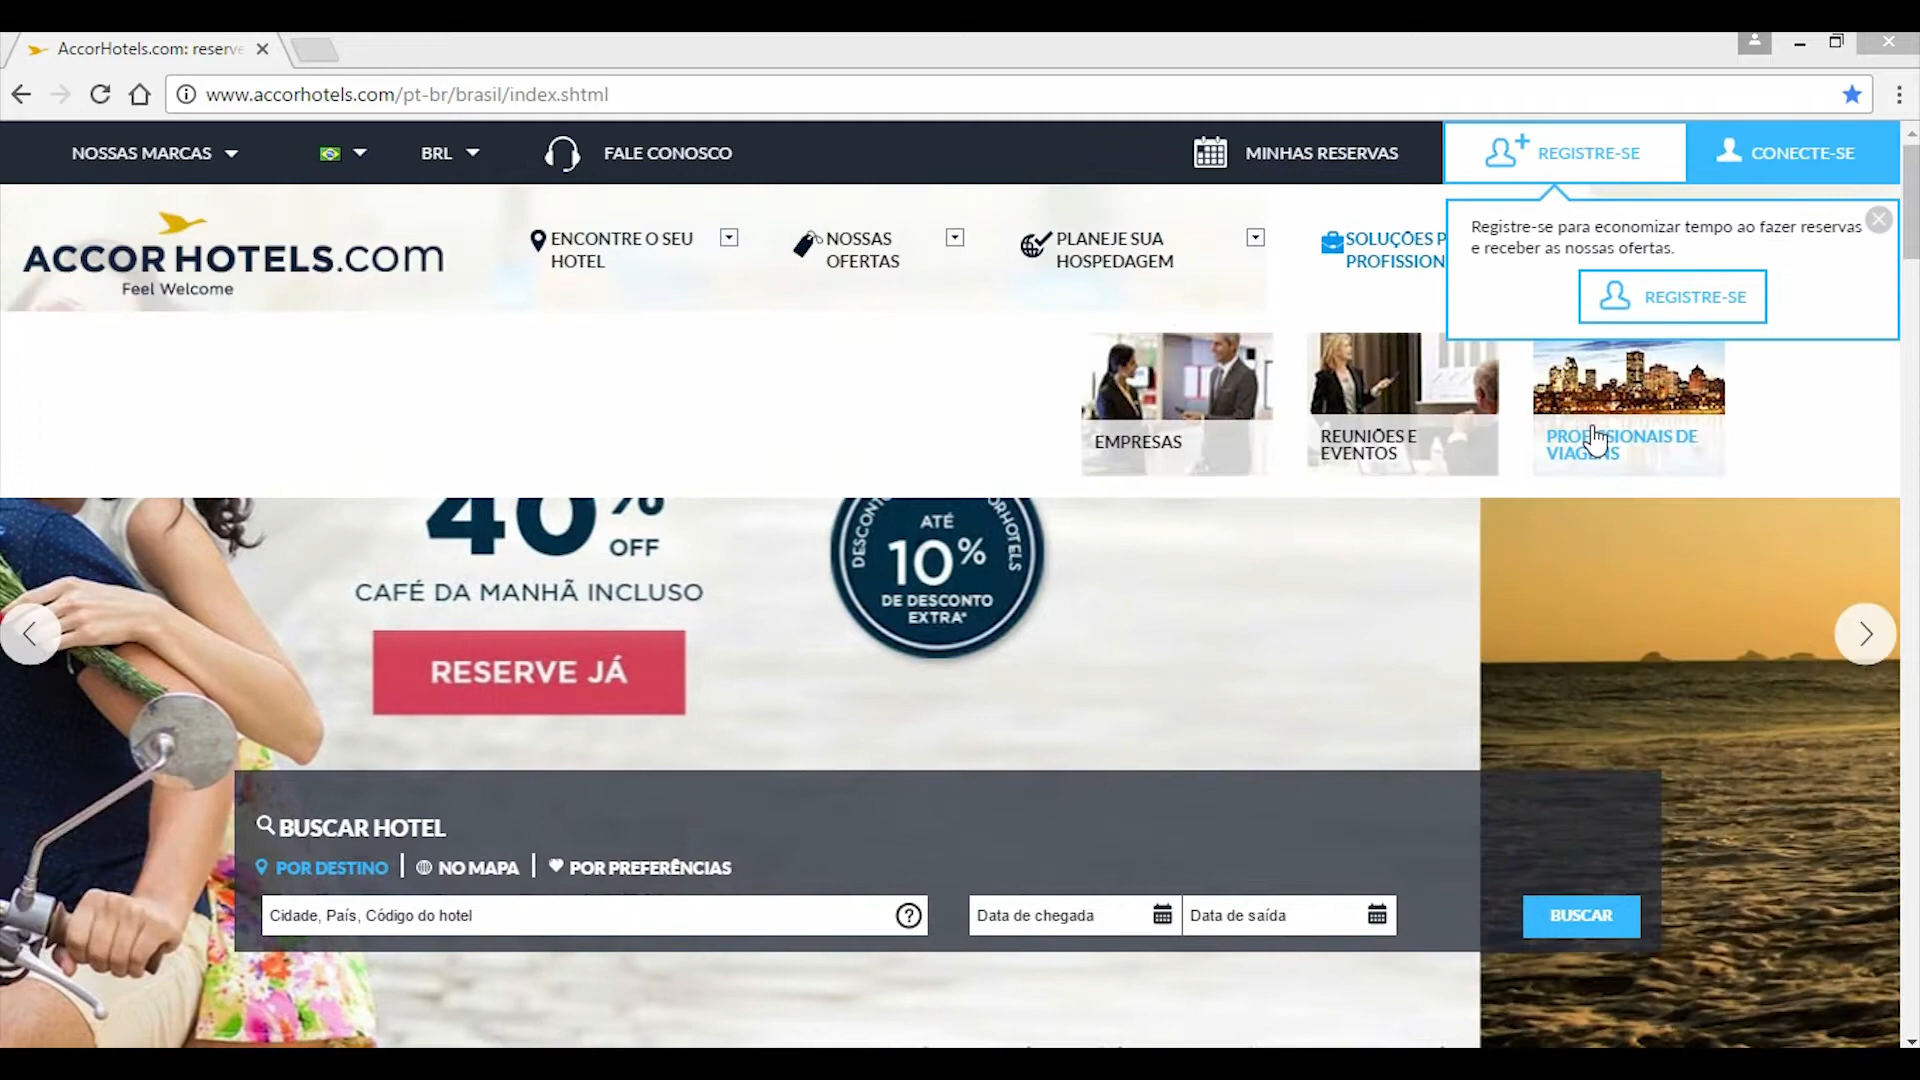 AccorHotels.com: reserve
www.accorhotels.com/pt-br/brasil/index.shtml
NOSSAS MARCAS
BRL
FALE CONOSCO
MINHAS RESERVAS
REGISTRE-SE
CONECTE-SE
ACCORHOTELS.com
Feel Welcome
ENCONTRE O SEU
HOTEL
NOSSAS
OFERTAS
PLANEJE SUA
HOSPEDAGEM
SOLUÇÕES P
PROFISSION
Registre-se para economizar tempo ao fazer reservas
e receber as nossas ofertas.
REGISTRE-SE
EMPRESAS
REUNIÕES E
EVENTOS
PROFISSIONAIS DE
VIAGENS
40%
OFF
CAFÉ DA MANHÃ INCLUSO
RESERVE JÁ
ATÉ
10%
DE DESCONTO
EXTRA*
BUSCAR HOTEL
POR DESTINO
NO MAPA
POR PREFERÊNCIAS
Cidade, País, Código do hotel
Data de chegada
Data de saída
BUSCAR